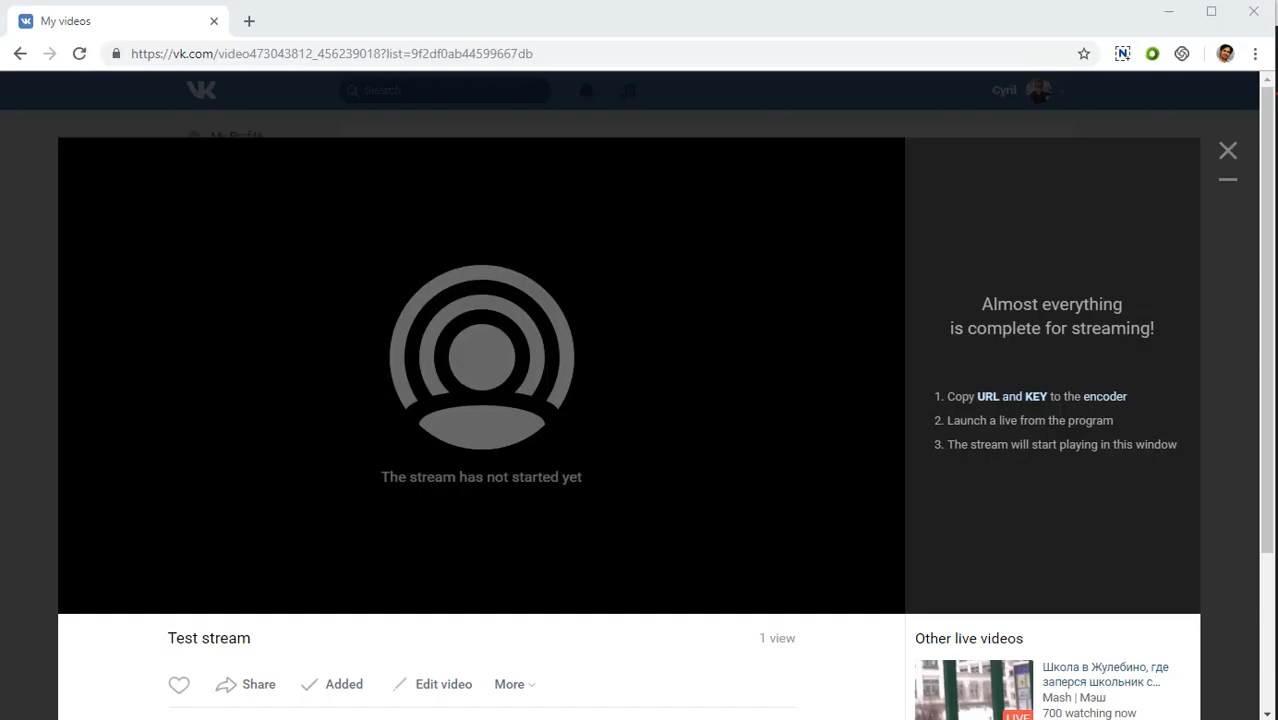 My videos
https://vk.com/video473043812_456239018?list=9f2df0ab44599667db
Search
Cyril
My Profile
Almost everything
is complete for streaming!
1. Copy URL and KEY to the encoder
2. Launch a live from the program
3. The stream will start playing in this window
The stream has not started yet
Test stream
1 view
Share
Added
Edit video
More
Other live videos
Школа в Жулебино, где
заперся школьник с...
Mash | Мэш
700 watching now
LIVE